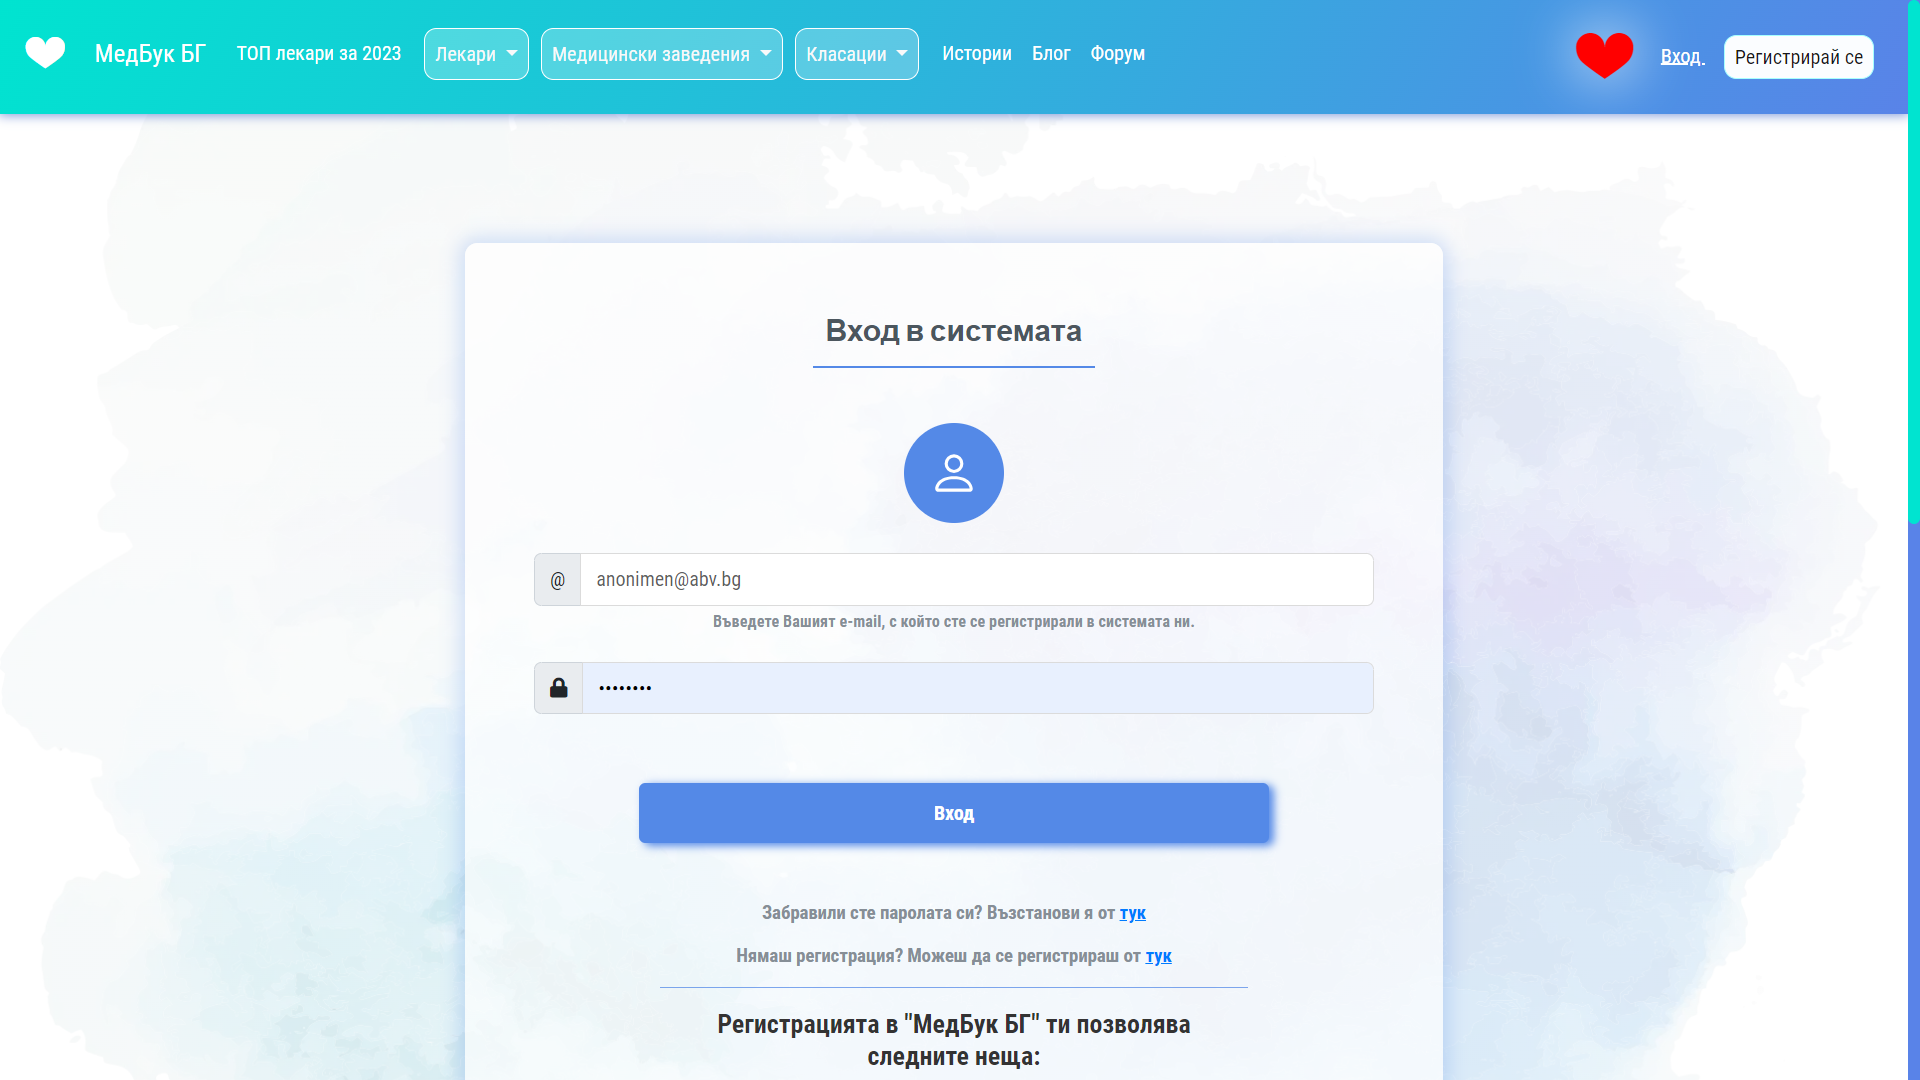 МедБук БГ
ТОП лекари за 2023
Лекари
Медицински заведения
Класации
Истории
Блог
Форум
Вход
Регистрирай се
Вход в системата
@
anonimen@abv.bg
Въведете Вашият e-mail, с който сте се регистрирали в системата ни.
••••••••
Вход
Забравили сте паролата си? Възстанови я от тук
Нямаш регистрация? Можеш да се регистрираш от тук
Регистрацията в "МедБук БГ" ти позволява
следните неща: